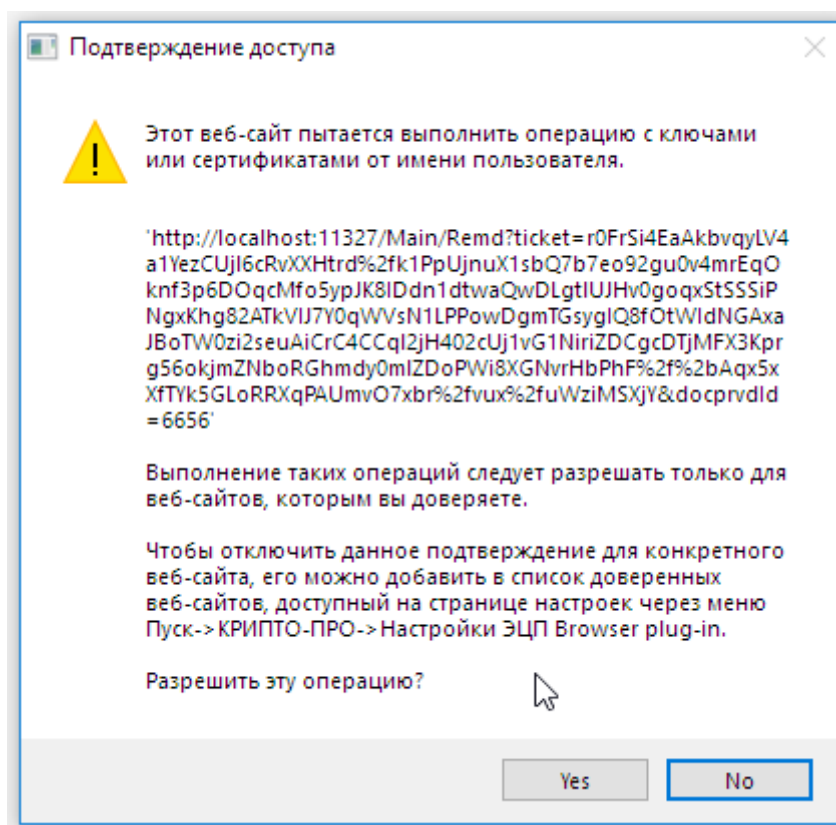 Подтверждение доступа
Этот веб-сайт пытается выполнить операцию с ключами
или сертификатами от имени пользователя.
'http://localhost:11327/Main/Remd?ticket=r0FrSi4EaAkbvqyLV4
a1YezCUjl6cRvXXHtrd%2fk1PpUjnuX1sbQ7b7eo92gu0v4mrEqO
knf3p6DOqcMfo5ypJK8IDdn1dtwaQwDLgtIUJHv0goqxStSSSiP
NgxKhg82ATkVIJ7Y0qWVsN1LPPowDgmTGsygIQ8fOtWIdNGAxa
JBoTW0zi2seuAiCrC4CCqI2jH402cUj1vG1NiriZDCgcDTjMFX3Kpr
g56okjmZNboRGhmdy0mIZDoPWi8XGNvrHbPhF%2f%2bAqx5x
XfTYk5GLoRRXqPAUmvO7xbr%2fvux%2fuWziMSXjY&docprvdId
=6656'
Выполнение таких операций следует разрешать только для
веб-сайтов, которым вы доверяете.
Чтобы отключить данное подтверждение для конкретного
веб-сайта, его можно добавить в список доверенных
веб-сайтов, доступный на странице настроек через меню
Пуск->КРИПТО-ПРО->Настройки ЭЦП Browser plug-in.
Разрешить эту операцию?
Yes No